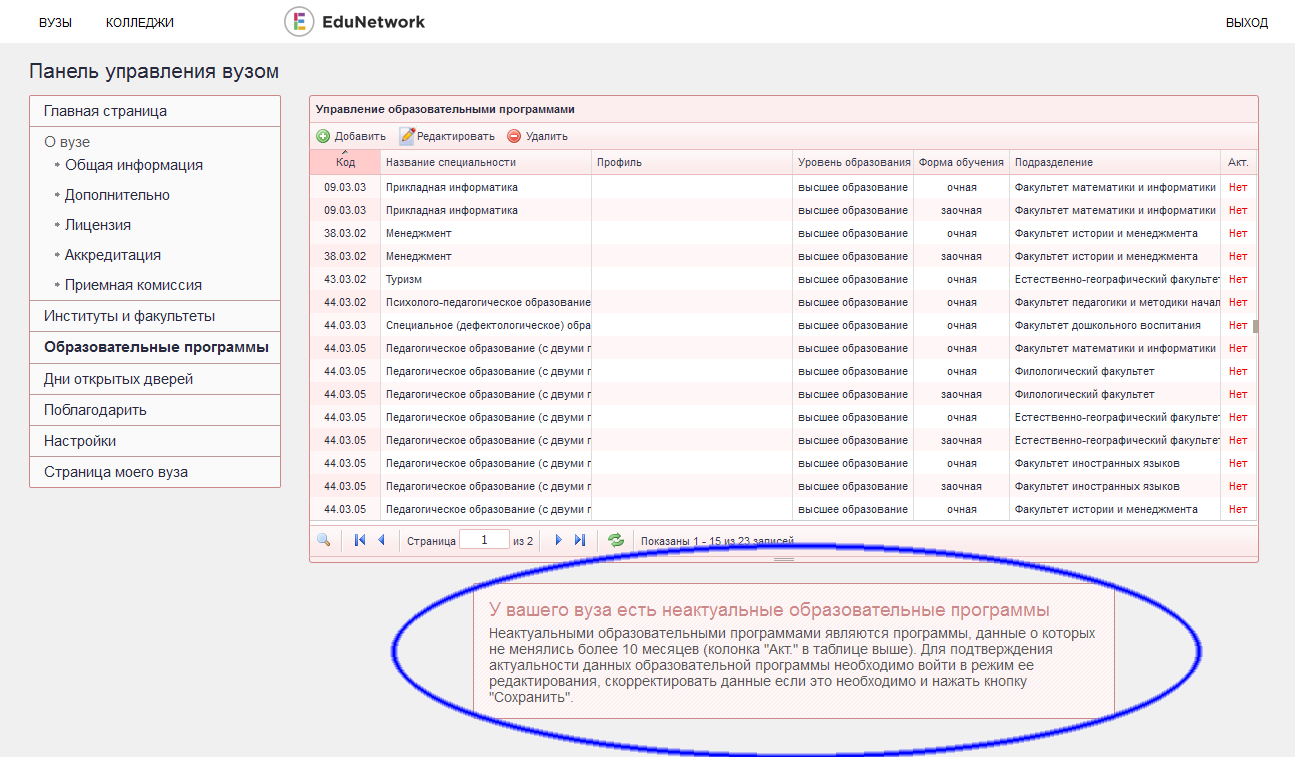 ВУЗЫ КОЛЛЕДЖИ EduNetwork ВЫХОД
Панель управления вузом
Главная страница
О вузе
Общая информация
Дополнительно
Лицензия
Аккредитация
Приемная комиссия
Институты и факультеты
Образовательные программы
Дни открытых дверей
Поблагодарить
Настройки
Страница моего вуза
Управление образовательными программами
Добавить Редактировать Удалить
Код Название специальности Профиль Уровень образования Форма обучения Подразделение Акт.
09.03.03 Прикладная информатика высшее образование очная Факультет математики и информатики Нет
09.03.03 Прикладная информатика высшее образование заочная Факультет математики и информатики Нет
38.03.02 Менеджмент высшее образование очная Факультет истории и менеджмента Нет
38.03.02 Менеджмент высшее образование заочная Факультет истории и менеджмента Нет
43.03.02 Туризм высшее образование очная Естественно-географический факультет Нет
44.03.02 Психолого-педагогическое образование высшее образование очная Факультет педагогики и методики начал Нет
44.03.03 Специальное (дефектологическое) обра высшее образование очная Факультет дошкольного воспитания Нет
44.03.05 Педагогическое образование (с двуми п высшее образование очная Факультет математики и информатики Нет
44.03.05 Педагогическое образование (с двуми п высшее образование очная Филологический факультет Нет
44.03.05 Педагогическое образование (с двуми п высшее образование заочная Филологический факультет Нет
44.03.05 Педагогическое образование (с двуми п высшее образование очная Естественно-географический факультет Нет
44.03.05 Педагогическое образование (с двуми п высшее образование заочная Естественно-географический факультет Нет
44.03.05 Педагогическое образование (с двуми п высшее образование очная Факультет иностранных языков Нет
44.03.05 Педагогическое образование (с двуми п высшее образование заочная Факультет иностранных языков Нет
44.03.05 Педагогическое образование (с двуми п высшее образование очная Факультет истории и менеджмента Нет
Страница 1 из 2 Показаны 1 - 15 из 23 записей
У вашего вуза есть неактуальные образовательные программы
Неактуальными образовательными программами являются программы, данные о которых
не менялись более 10 месяцев (колонка "Акт." в таблице выше). Для подтверждения
актуальности данных образовательной программы необходимо войти в режим ее
редактирования, скорректировать данные если это необходимо и нажать кнопку
"Сохранить".